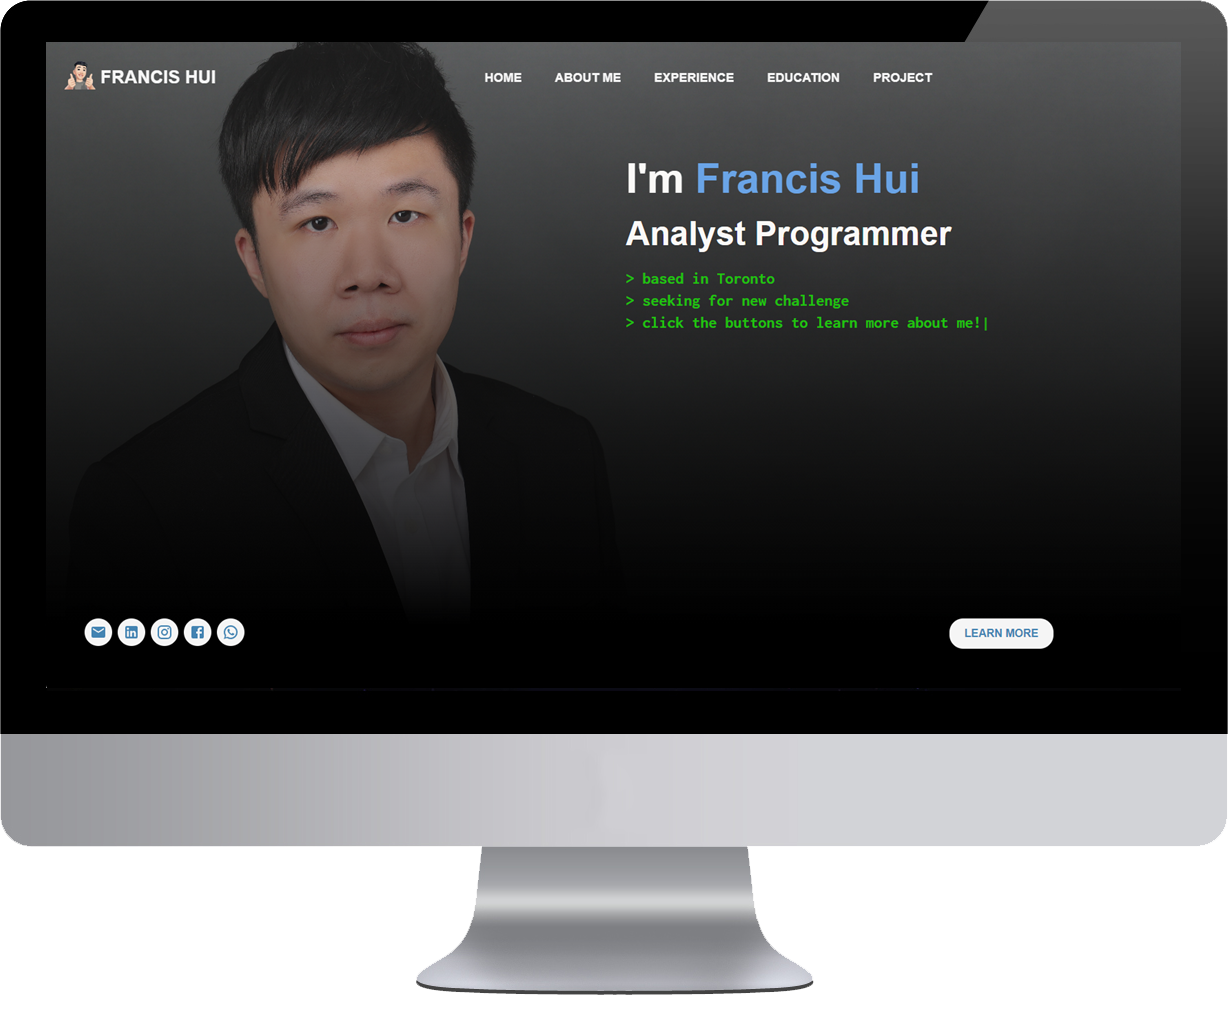 FRANCIS HUI
HOME ABOUT ME EXPERIENCE EDUCATION PROJECT
I'm Francis Hui
Analyst Programmer
> based in Toronto
> seeking for new challenge
> click the buttons to learn more about me!|
LEARN MORE